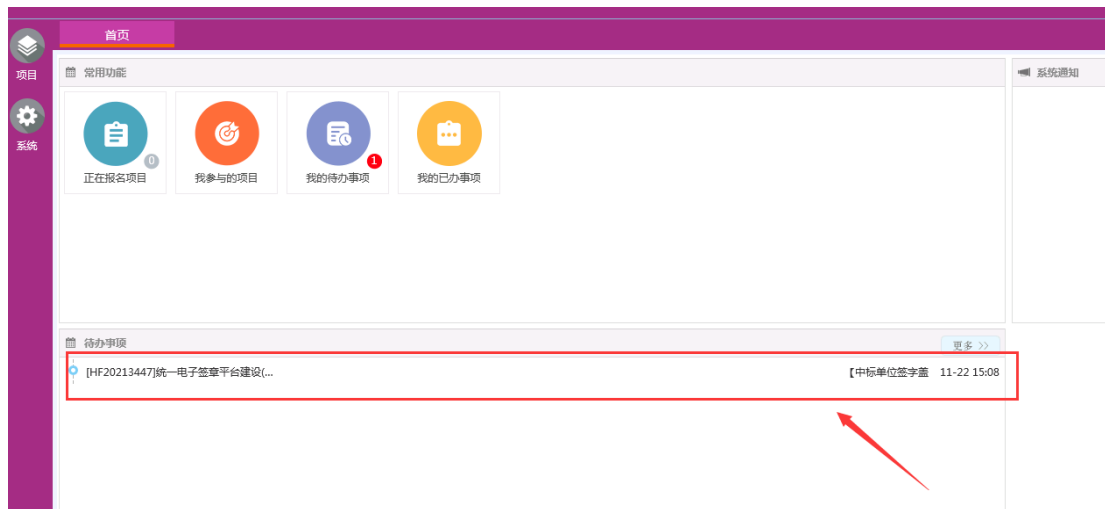 首页
项目
系统
常用功能
系统通知
0
1
正在报名项目
我参与的项目
我的待办事项
我的已办事项
待办事项
更多 >>
[HF20213447]统一电子签章平台建设(... 【中标单位签字盖 11-22 15:08